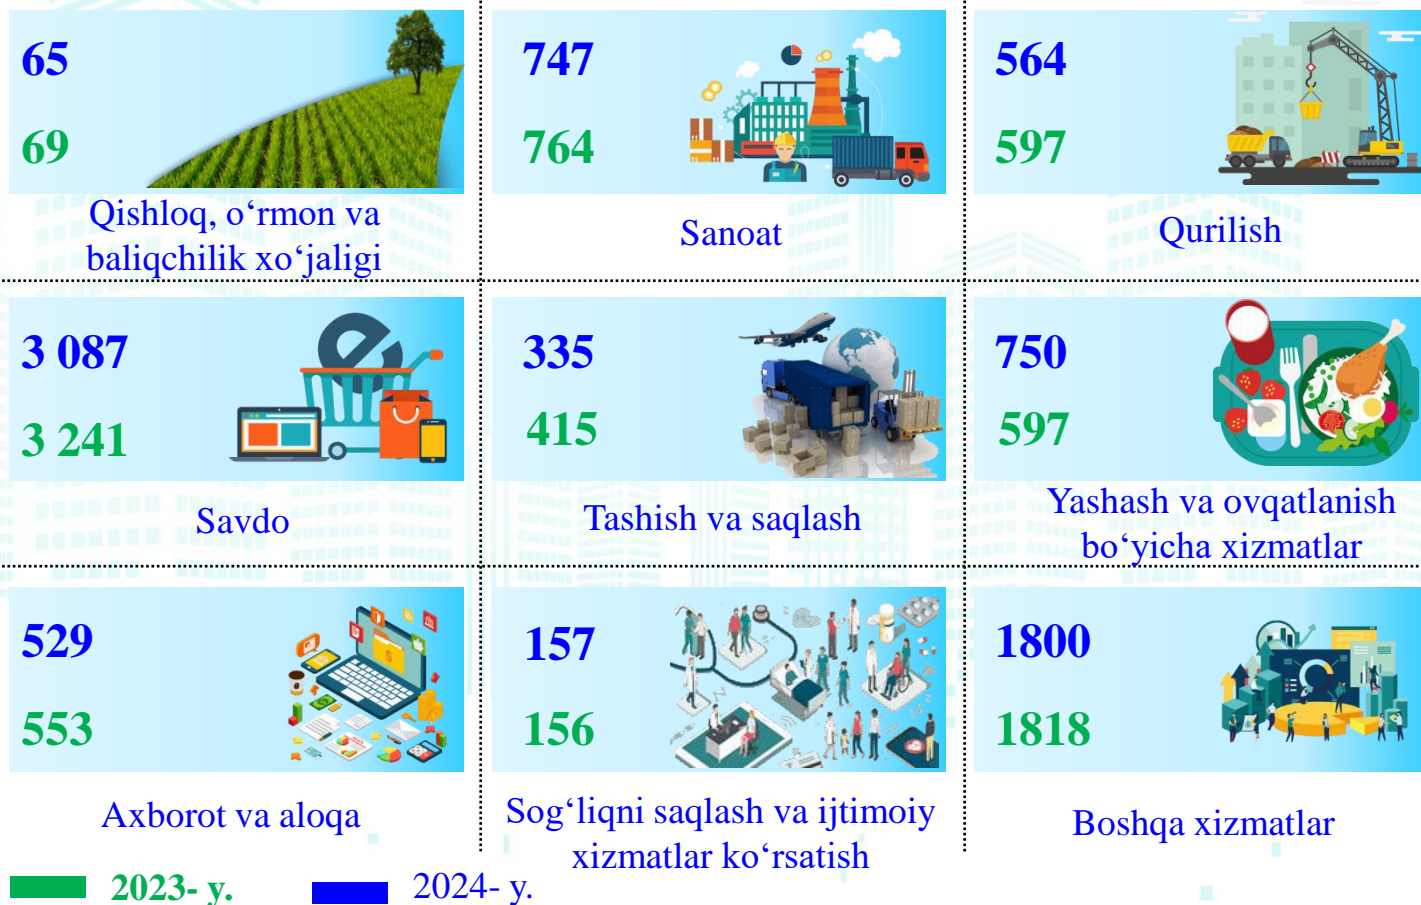 65
69
Qishloq, o‘rmon va
baliqchilik xo‘jaligi
747
764
Sanoat
564
597
Qurilish
3 087
3 241
Savdo
335
415
Tashish va saqlash
750
597
Yashash va ovqatlanish
bo‘yicha xizmatlar
529
553
Axborot va aloqa
157
156
Sog‘liqni saqlash va ijtimoiy
xizmatlar ko‘rsatish
1800
1818
Boshqa xizmatlar
2023- y.
2024- y.